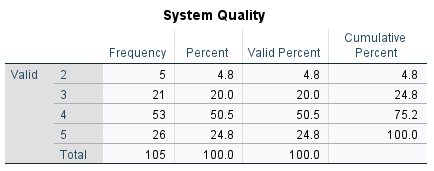 System Quality
Frequency Percent Valid Percent Cumulative Percent
Valid 2 5 4.8 4.8 4.8
3 21 20.0 20.0 24.8
4 53 50.5 50.5 75.2
5 26 24.8 24.8 100.0
Total 105 100.0 100.0